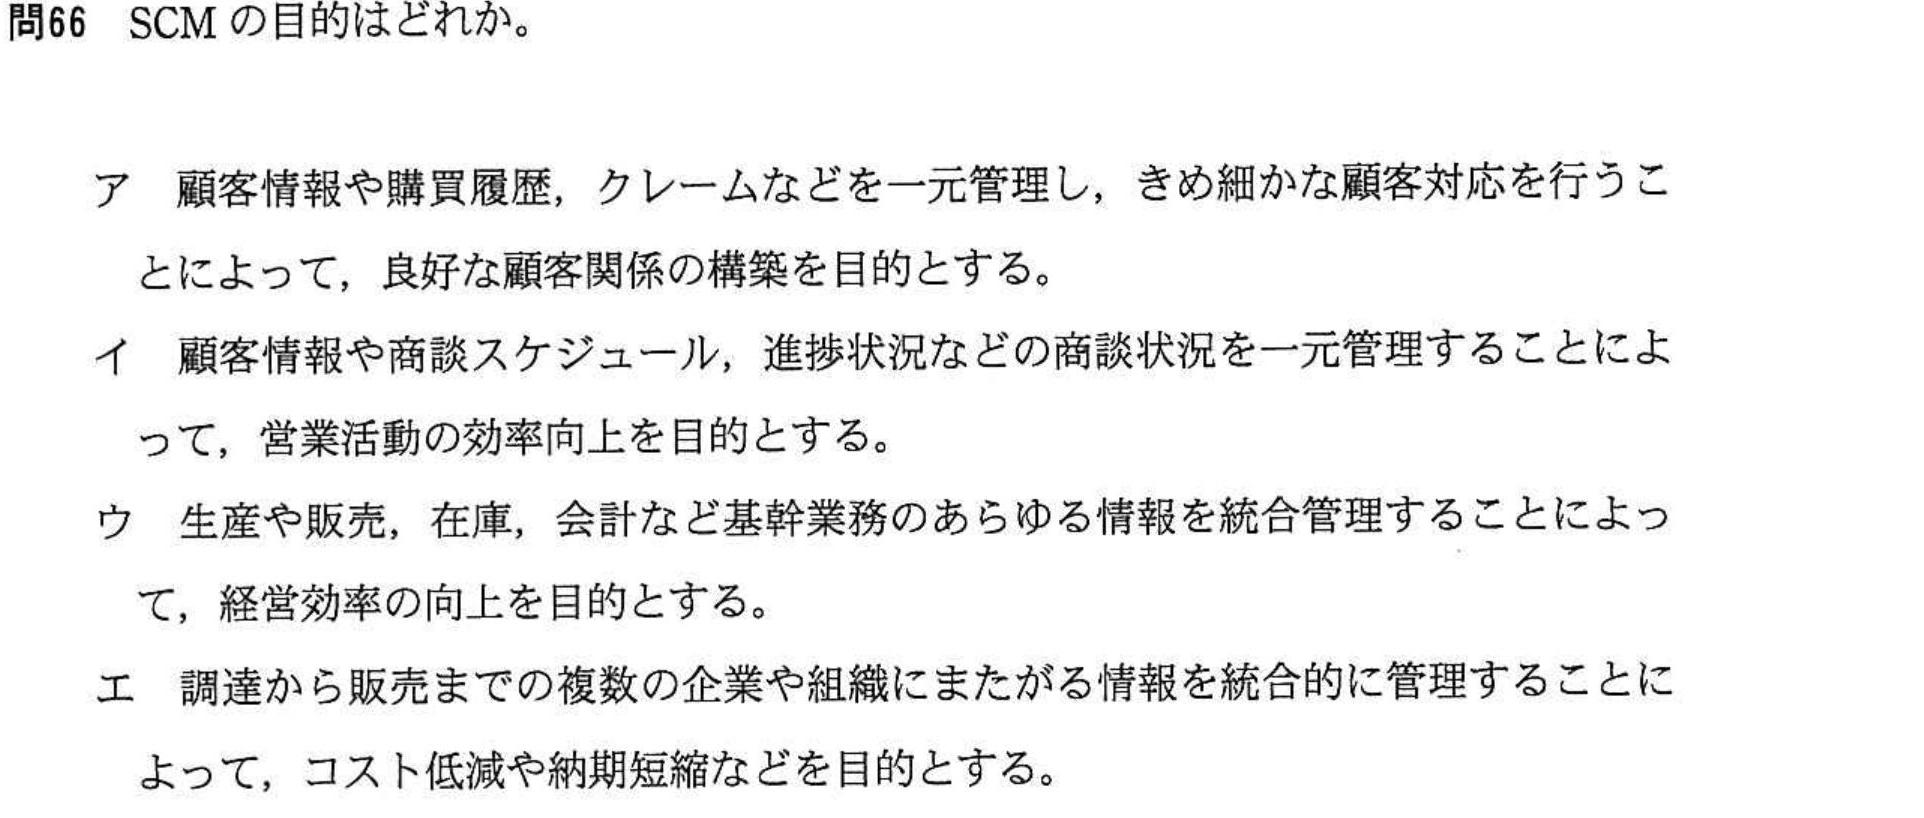 問66 SCM の目的はどれか。
ア 顧客情報や購買履歴，クレームなどを一元管理し，きめ細かな顧客対応を行うこ
とによって，良好な顧客関係の構築を目的とする。
イ 顧客情報や商談スケジュール，進捗状況などの商談状況を一元管理することによ
って，営業活動の効率向上を目的とする。
ウ 生産や販売，在庫，会計など基幹業務のあらゆる情報を統合管理することによっ
て，経営効率の向上を目的とする。
エ 調達から販売までの複数の企業や組織にまたがる情報を統合的に管理することに
よって，コスト低減や納期短縮などを目的とする。